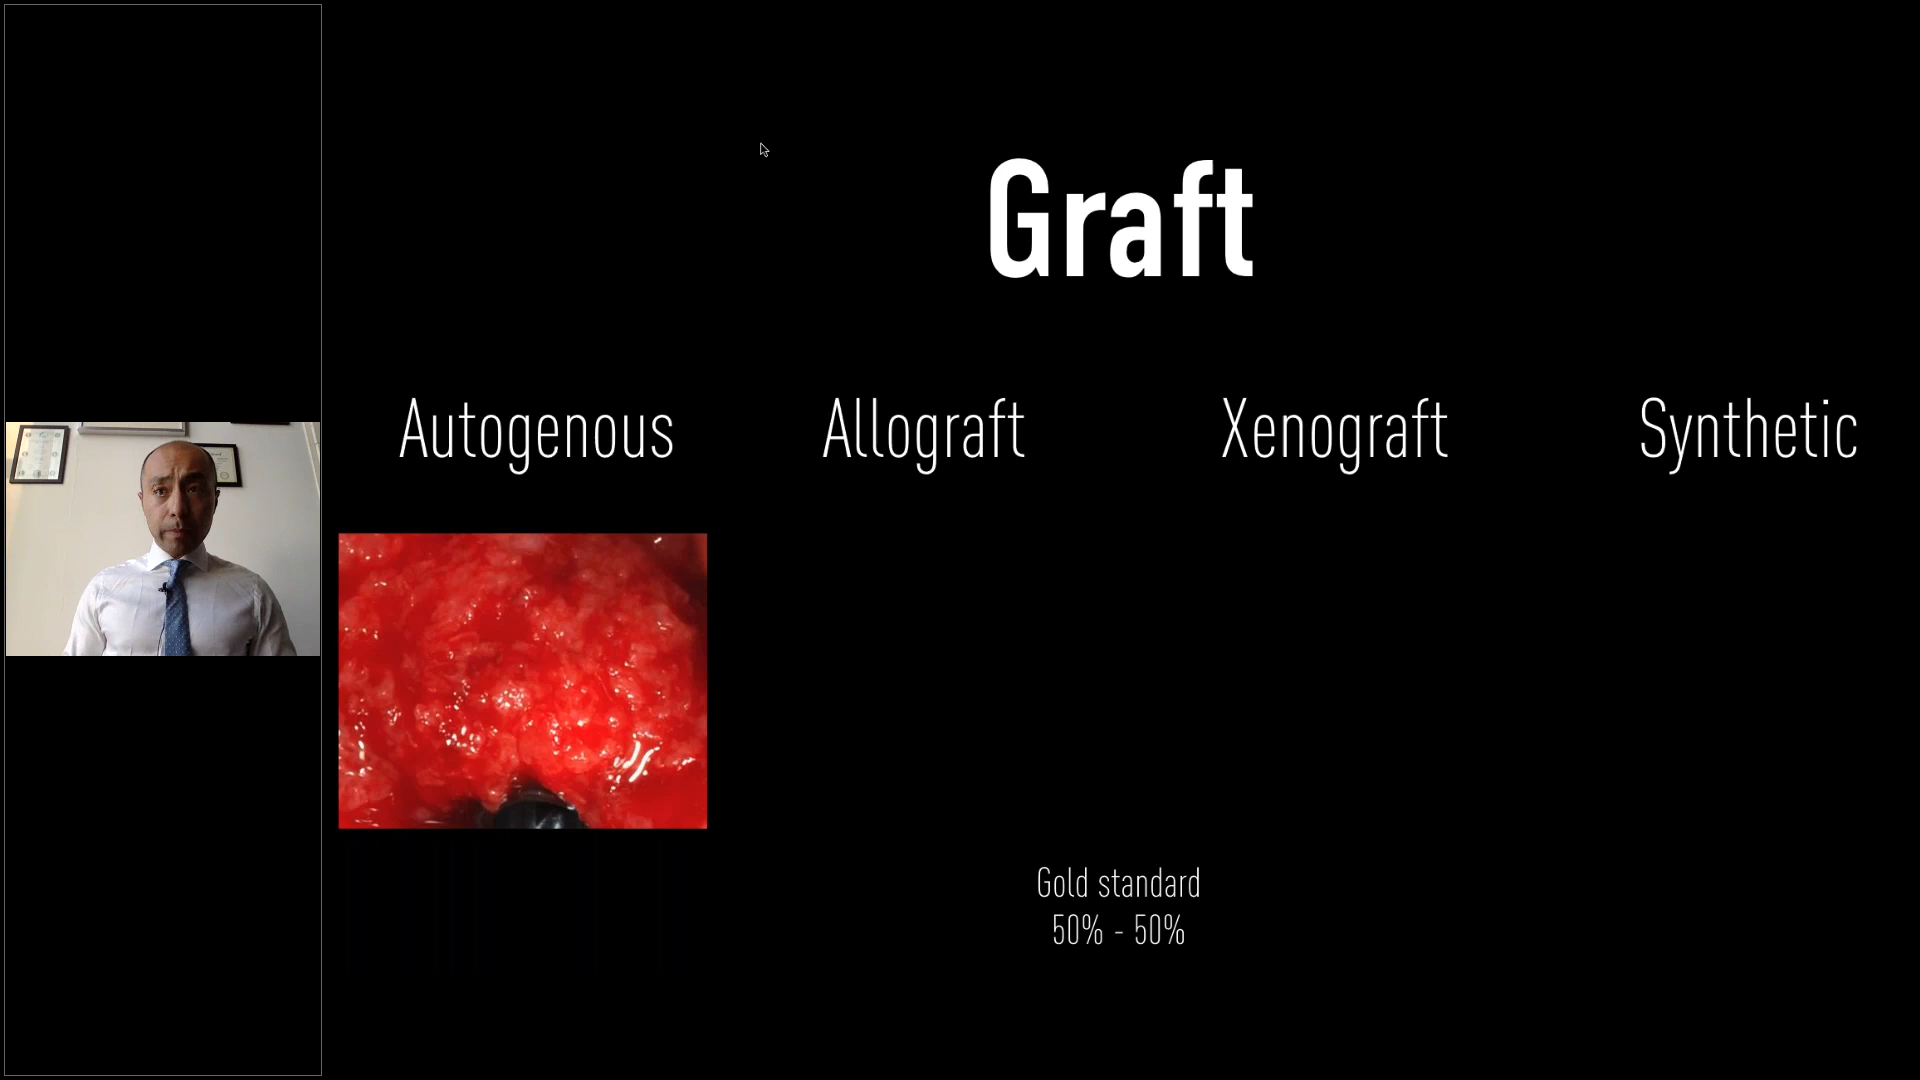 Graft
Autogenous Allograft Xenograft Synthetic
Gold standard
50% - 50%